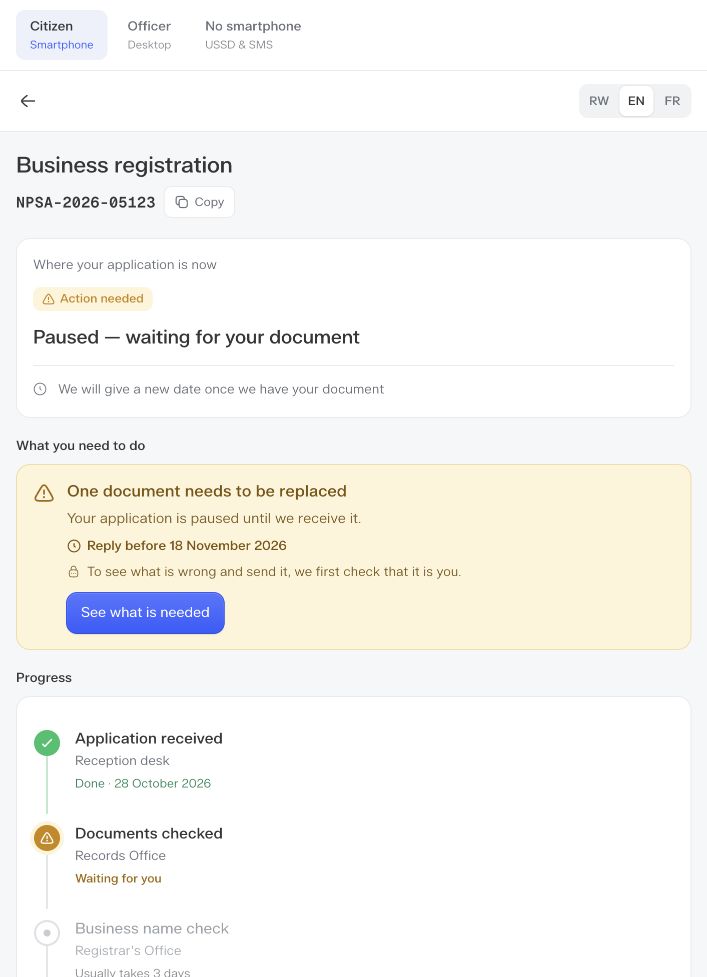 Citizen
Smartphone
Officer
Desktop
No smartphone
USSD & SMS
RW
EN
FR
Business registration
NPSA-2026-05123
Copy
Where your application is now
Action needed
Paused — waiting for your document
We will give a new date once we have your document
What you need to do
One document needs to be replaced
Your application is paused until we receive it.
Reply before 18 November 2026
To see what is wrong and send it, we first check that it is you.
See what is needed
Progress
Application received
Reception desk
Done · 28 October 2026
Documents checked
Records Office
Waiting for you
Business name check
Registrar's Office
Usually takes 3 days